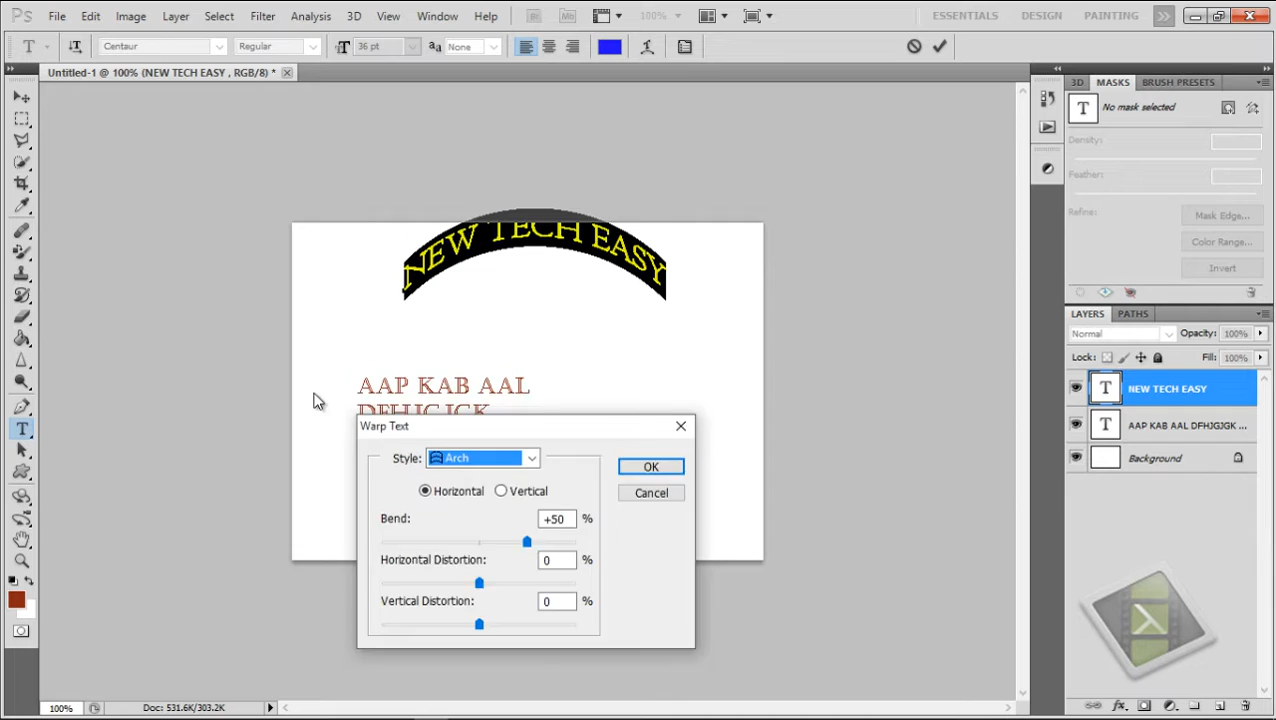 Ps File Edit Image Layer Select Filter Analysis 3D View Window Help Br Mb 100% ESSENTIALS DESIGN PAINTING
T Centaur Regular 36 pt None
Untitled-1 @ 100% (NEW TECH EASY , RGB/8) *
3D MASKS BRUSH PRESETS
No mask selected
Density:
Feather:
Refine: Mask Edge...
Color Range...
Invert
NEW TECH EASY
AAP KAB AAL
DFHJGJGK
Warp Text
Style: Arch
Horizontal Vertical
Bend: +50 %
Horizontal Distortion: 0 %
Vertical Distortion: 0 %
OK
Cancel
LAYERS PATHS
Normal Opacity: 100%
Lock: Fill: 100%
T NEW TECH EASY
T AAP KAB AAL DFHJGJGK ...
Background
100% Doc: 531.6K/303.2K